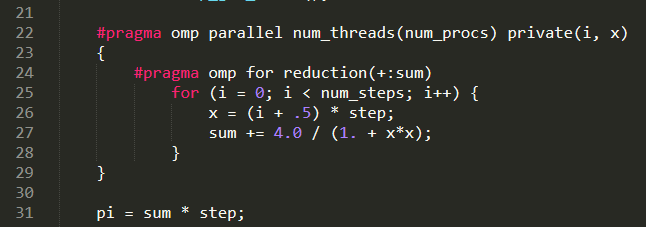 21
22 #pragma omp parallel num_threads(num_procs) private(i, x)
23 {
24 #pragma omp for reduction(+:sum)
25 for (i = 0; i < num_steps; i++) {
26 x = (i + .5) * step;
27 sum += 4.0 / (1. + x*x);
28 }
29 }
30
31 pi = sum * step;